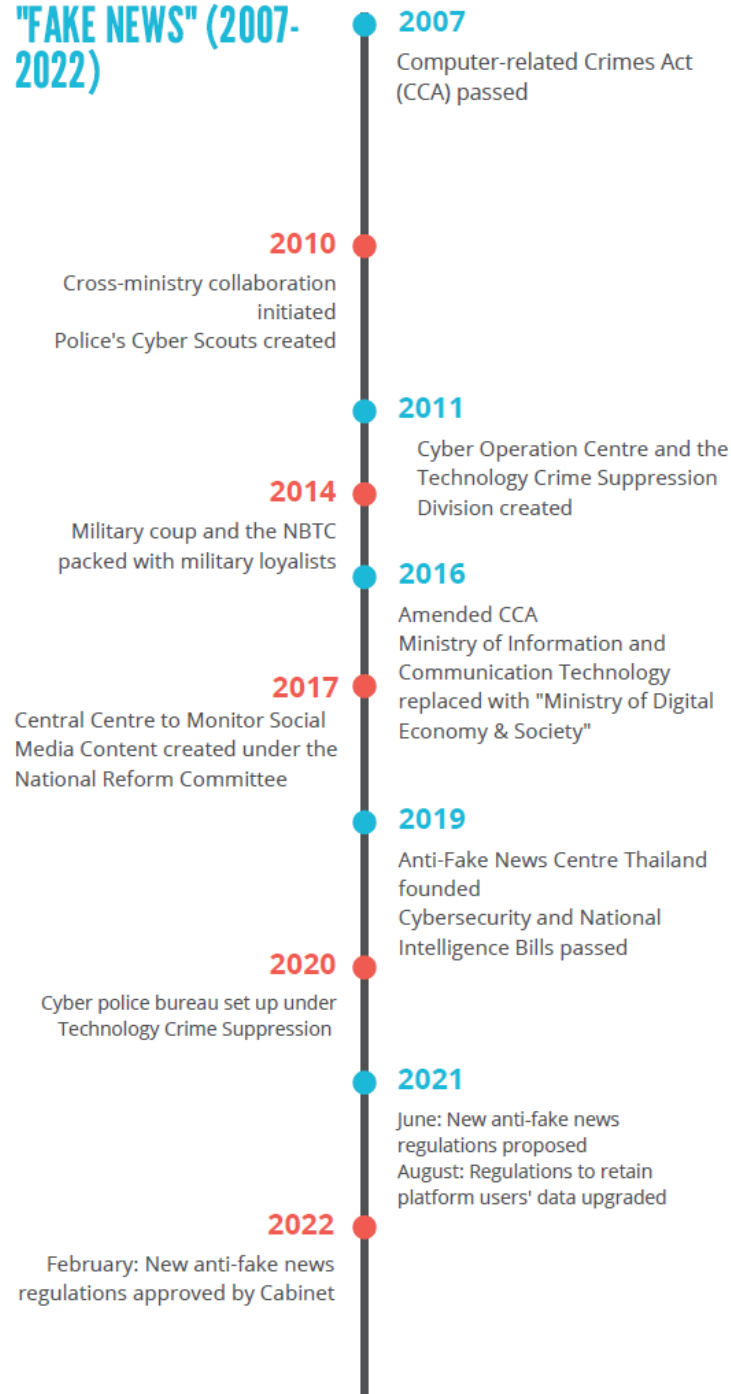 "FAKE NEWS" (2007-
2022)
2007
Computer-related Crimes Act
(CCA) passed
2010
Cross-ministry collaboration
initiated
Police's Cyber Scouts created
2011
Cyber Operation Centre and the
Technology Crime Suppression
Division created
2014
Military coup and the NBTC
packed with military loyalists
2016
Amended CCA
Ministry of Information and
Communication Technology
replaced with "Ministry of Digital
Economy & Society"
2017
Central Centre to Monitor Social
Media Content created under the
National Reform Committee
2019
Anti-Fake News Centre Thailand
founded
Cybersecurity and National
Intelligence Bills passed
2020
Cyber police bureau set up under
Technology Crime Suppression
2021
June: New anti-fake news
regulations proposed
August: Regulations to retain
platform users' data upgraded
2022
February: New anti-fake news
regulations approved by Cabinet